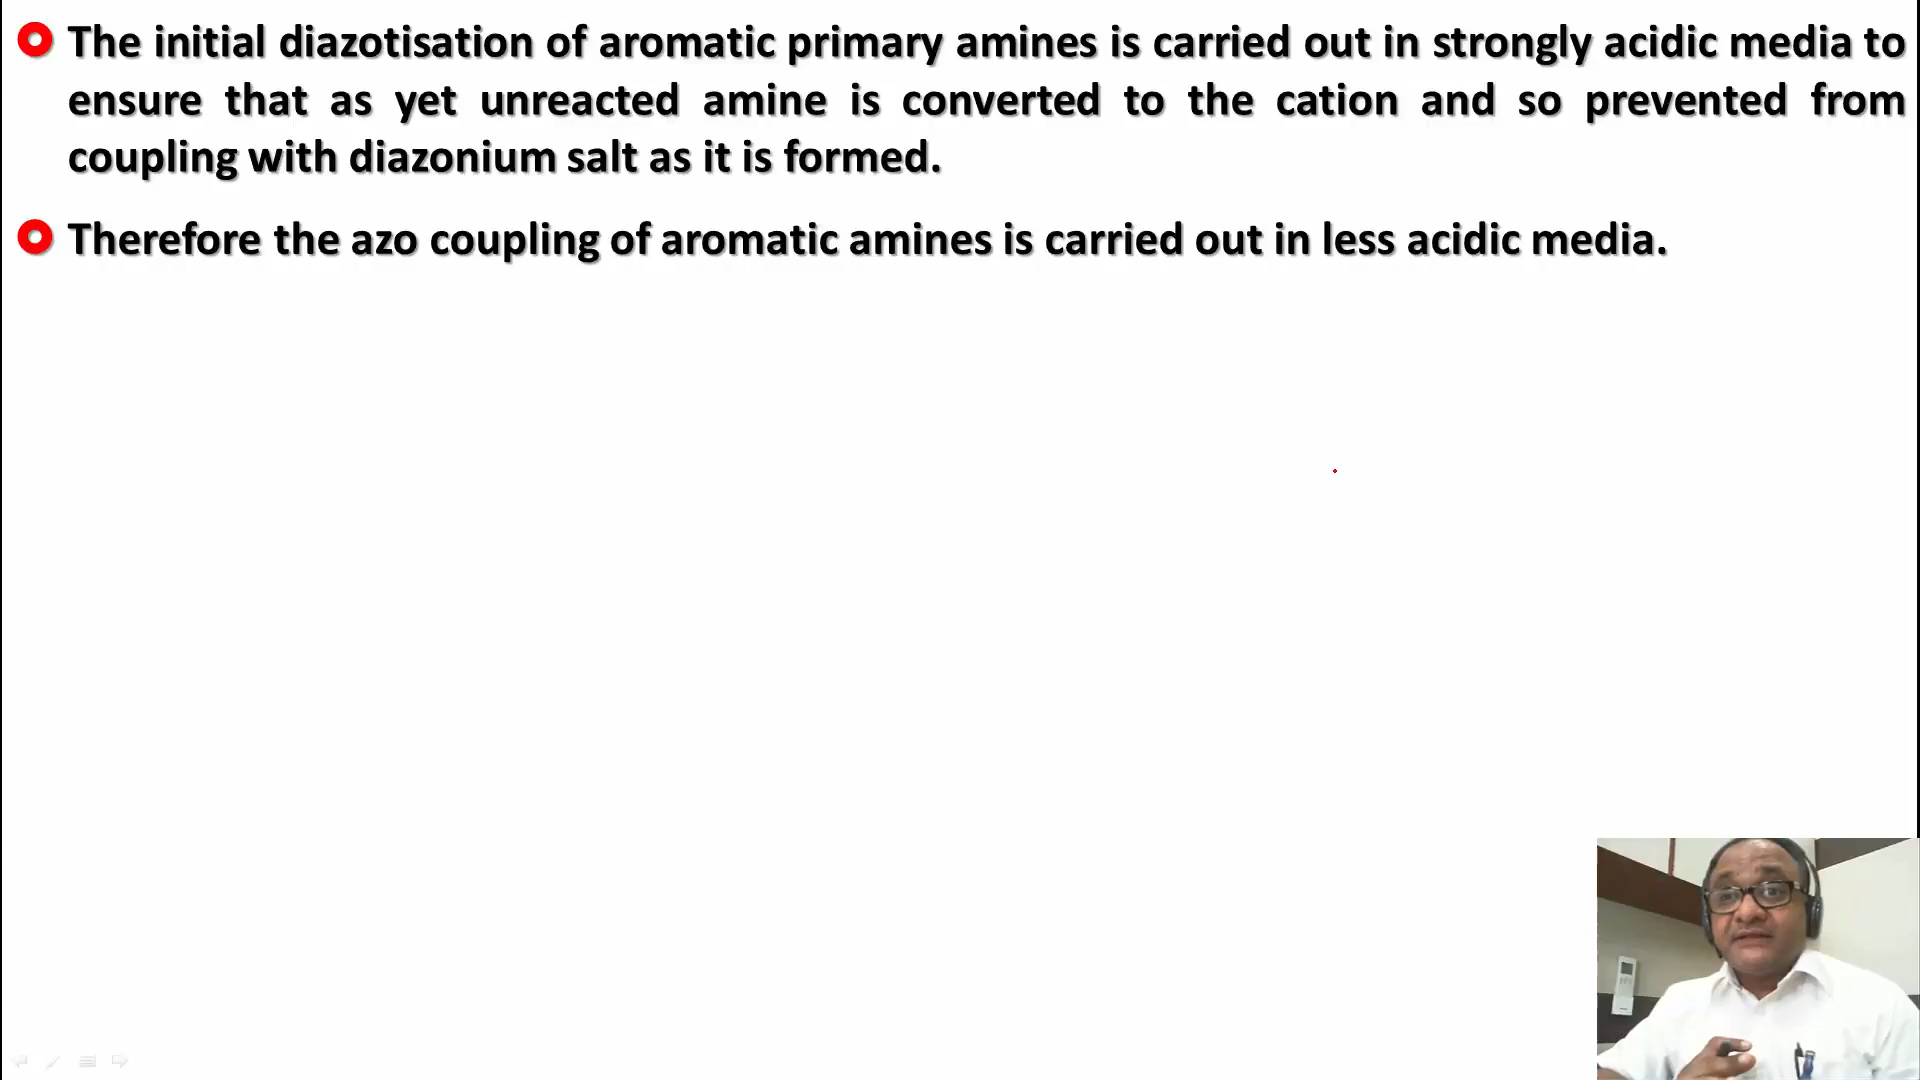 The initial diazotisation of aromatic primary amines is carried out in strongly acidic media to
ensure that as yet unreacted amine is converted to the cation and so prevented from
coupling with diazonium salt as it is formed.
Therefore the azo coupling of aromatic amines is carried out in less acidic media.